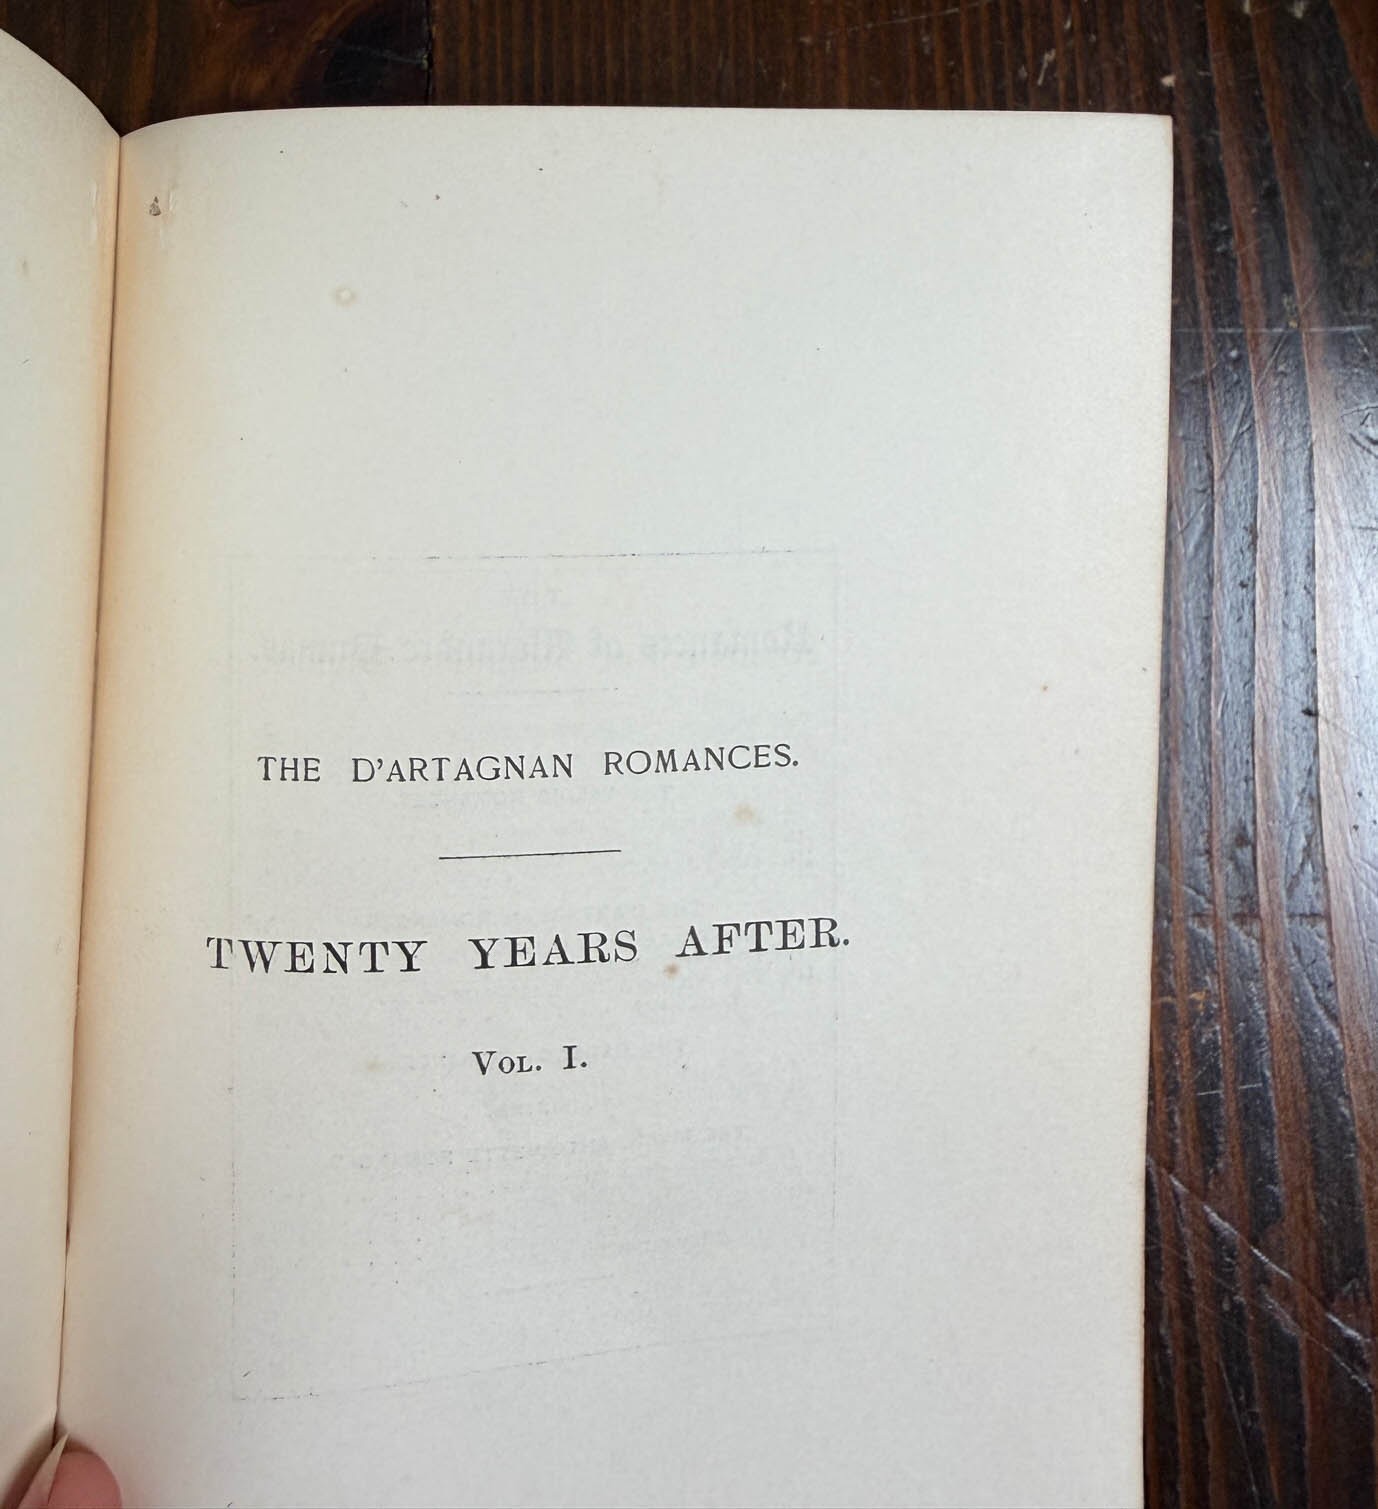 THE D'ARTAGNAN ROMANCES.
TWENTY YEARS AFTER.
VOL. I.